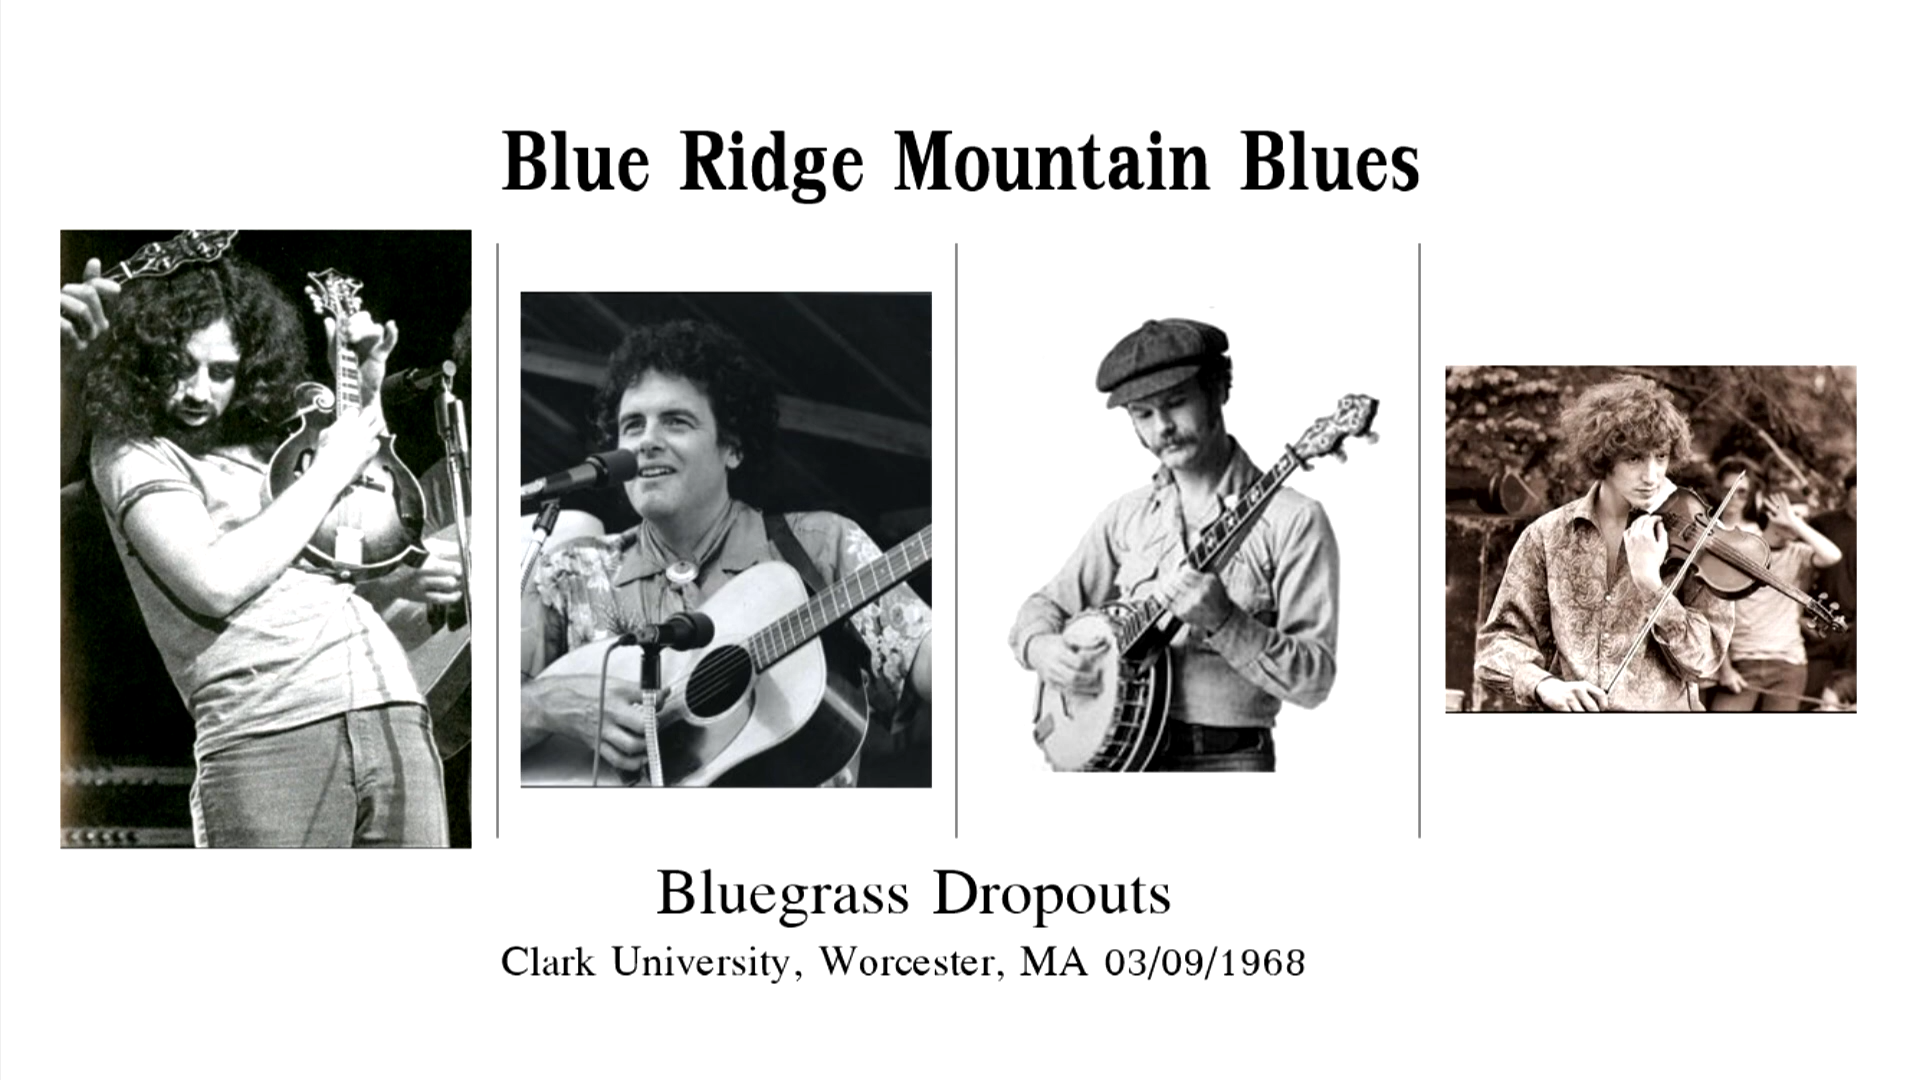 Blue Ridge Mountain Blues
Bluegrass Dropouts
Clark University, Worcester, MA 03/09/1968